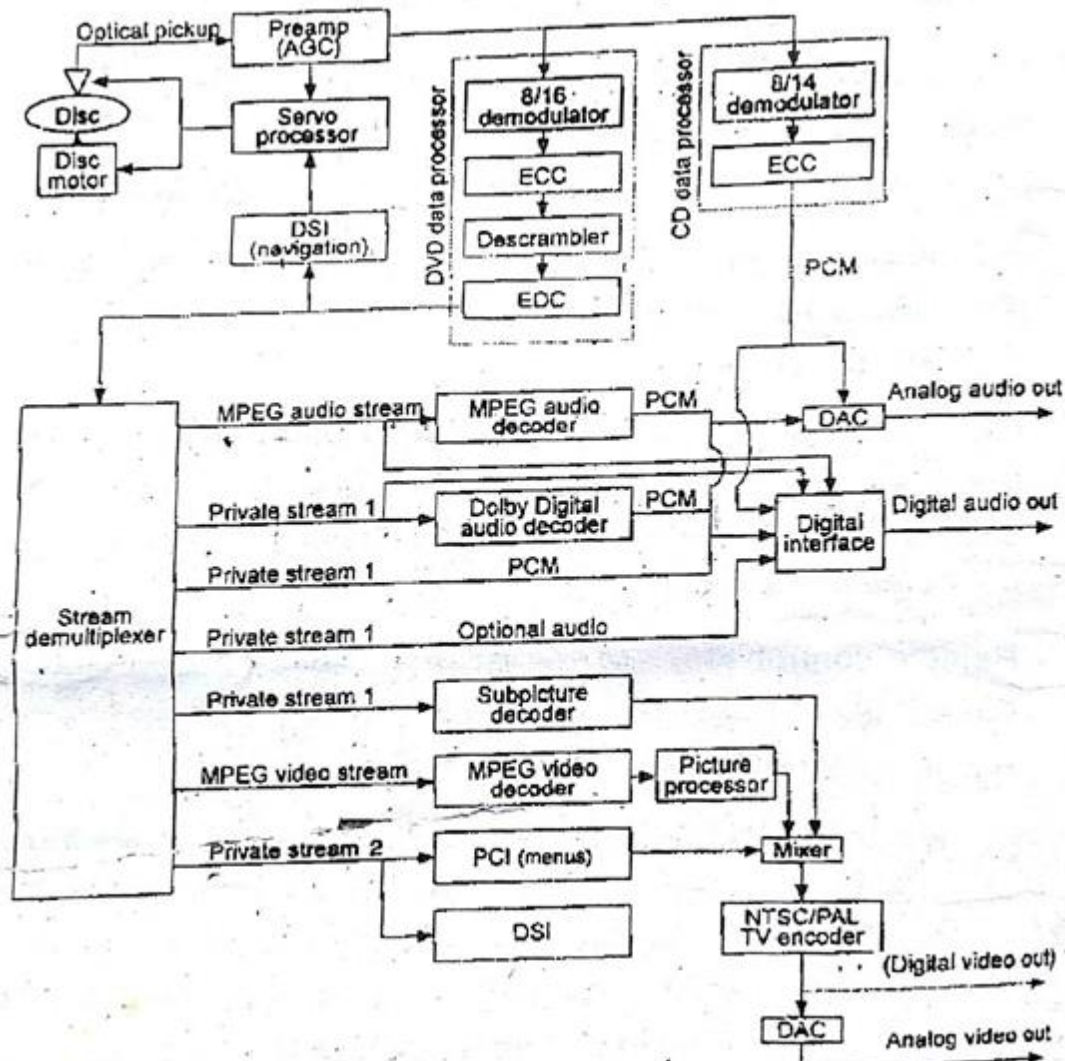 Optical pickup
Preamp
(AGC)
Disc
Disc
motor
Servo
processor
DSI
(navigation)
DVD data processor
8/16
demodulator
ECC
Descrambler
EDC
CD data processor
8/14
demodulator
ECC
PCM
Stream
demultiplexer
MPEG audio stream
MPEG audio
decoder
PCM
DAC
Analog audio out
Private stream 1
Dolby Digital
audio decoder
PCM
Digital
interface
Digital audio out
Private stream 1
PCM
Private stream 1
Optional audio
Private stream 1
Subpicture
decoder
MPEG video stream
MPEG video
decoder
Picture
processor
Private stream 2
PCI (menus)
Mixer
DSI
NTSC/PAL
TV encoder
(Digital video out)
DAC
Analog video out